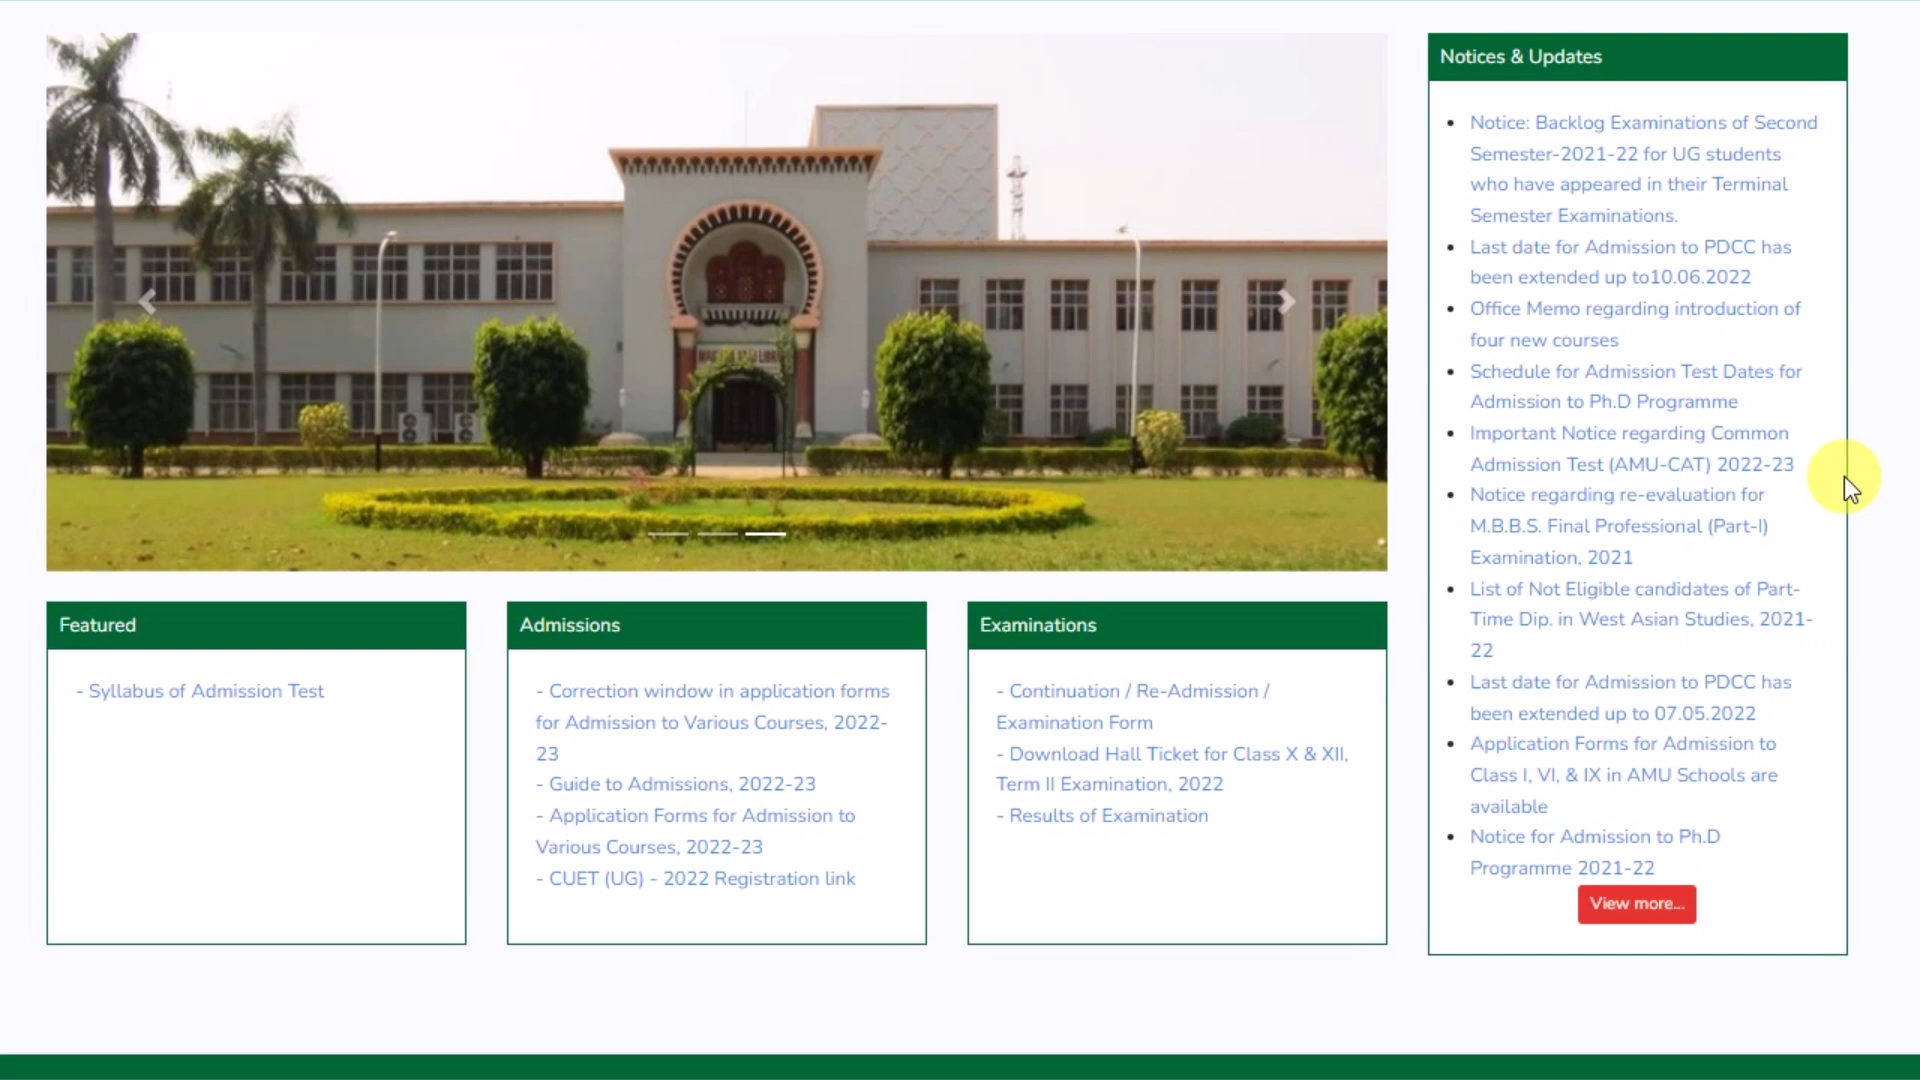 Notices & Updates
Notice: Backlog Examinations of Second
Semester-2021-22 for UG students
who have appeared in their Terminal
Semester Examinations.
Last date for Admission to PDCC has
been extended up to10.06.2022
Office Memo regarding introduction of
four new courses
Schedule for Admission Test Dates for
Admission to Ph.D Programme
Important Notice regarding Common
Admission Test (AMU-CAT) 2022-23
Notice regarding re-evaluation for
M.B.B.S. Final Professional (Part-I)
Examination, 2021
List of Not Eligible candidates of Part-
Time Dip. in West Asian Studies, 2021-
22
Last date for Admission to PDCC has
been extended up to 07.05.2022
Application Forms for Admission to
Class I, VI, & IX in AMU Schools are
available
Notice for Admission to Ph.D
Programme 2021-22
View more...
Featured
- Syllabus of Admission Test
Admissions
- Correction window in application forms
for Admission to Various Courses, 2022-
23
- Guide to Admissions, 2022-23
- Application Forms for Admission to
Various Courses, 2022-23
- CUET (UG) - 2022 Registration link
Examinations
- Continuation / Re-Admission /
Examination Form
- Download Hall Ticket for Class X & XII,
Term II Examination, 2022
- Results of Examination